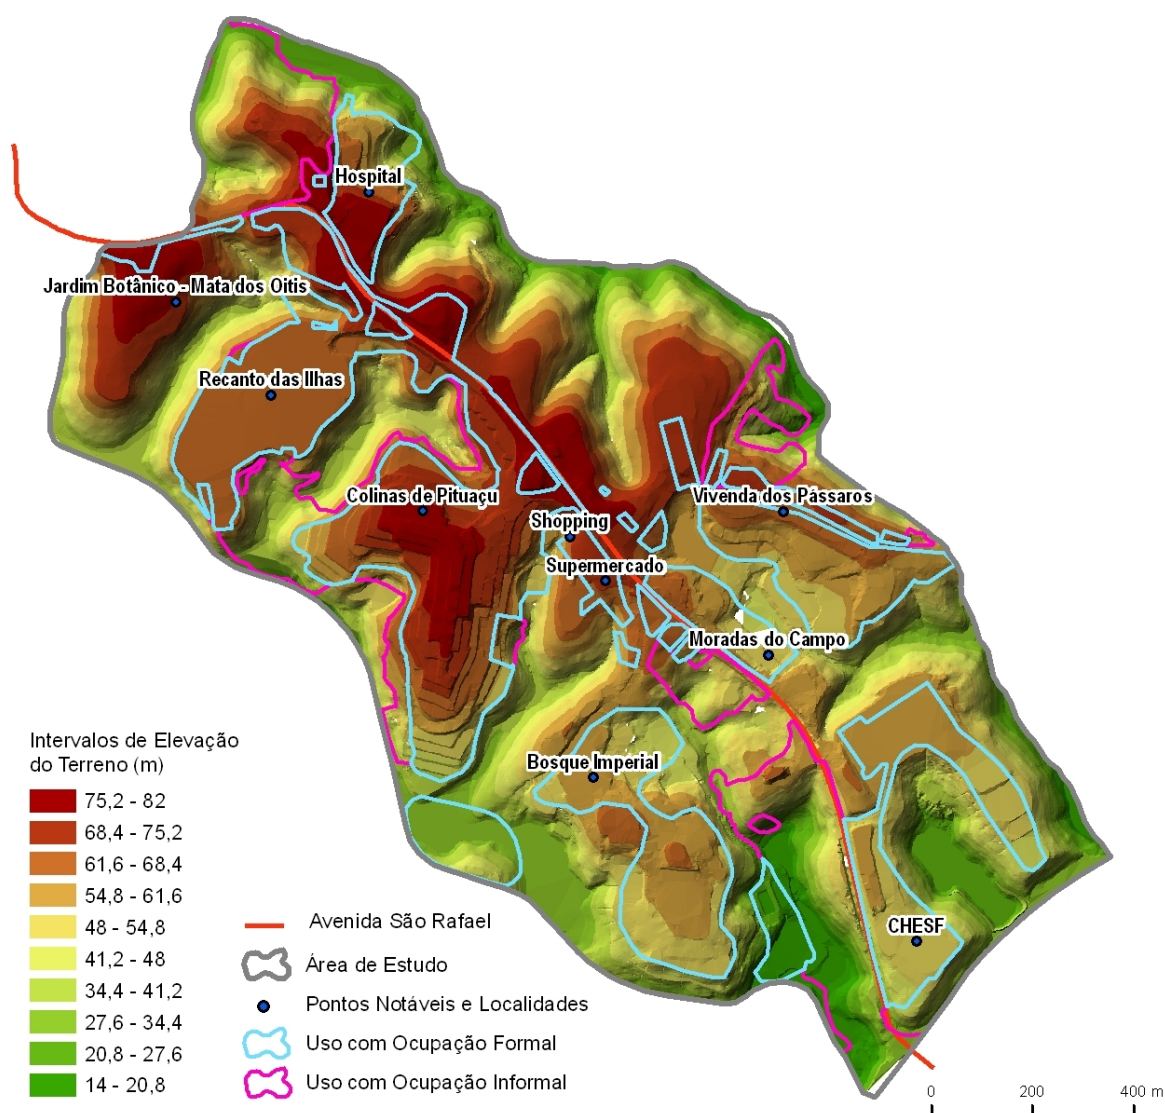 Hospital
Jardim Botânico - Mata dos Oitis
Recanto das Ilhas
Colinas de Pituaçu
Vivenda dos Pássaros
Shopping
Supermercado
Moradas do Campo
Bosque Imperial
CHESF
Intervalos de Elevação
do Terreno (m)
75,2 - 82
68,4 - 75,2
61,6 - 68,4
54,8 - 61,6
48 - 54,8
41,2 - 48
34,4 - 41,2
27,6 - 34,4
20,8 - 27,6
14 - 20,8
Avenida São Rafael
Área de Estudo
Pontos Notáveis e Localidades
Uso com Ocupação Formal
Uso com Ocupação Informal
0 200 400 m